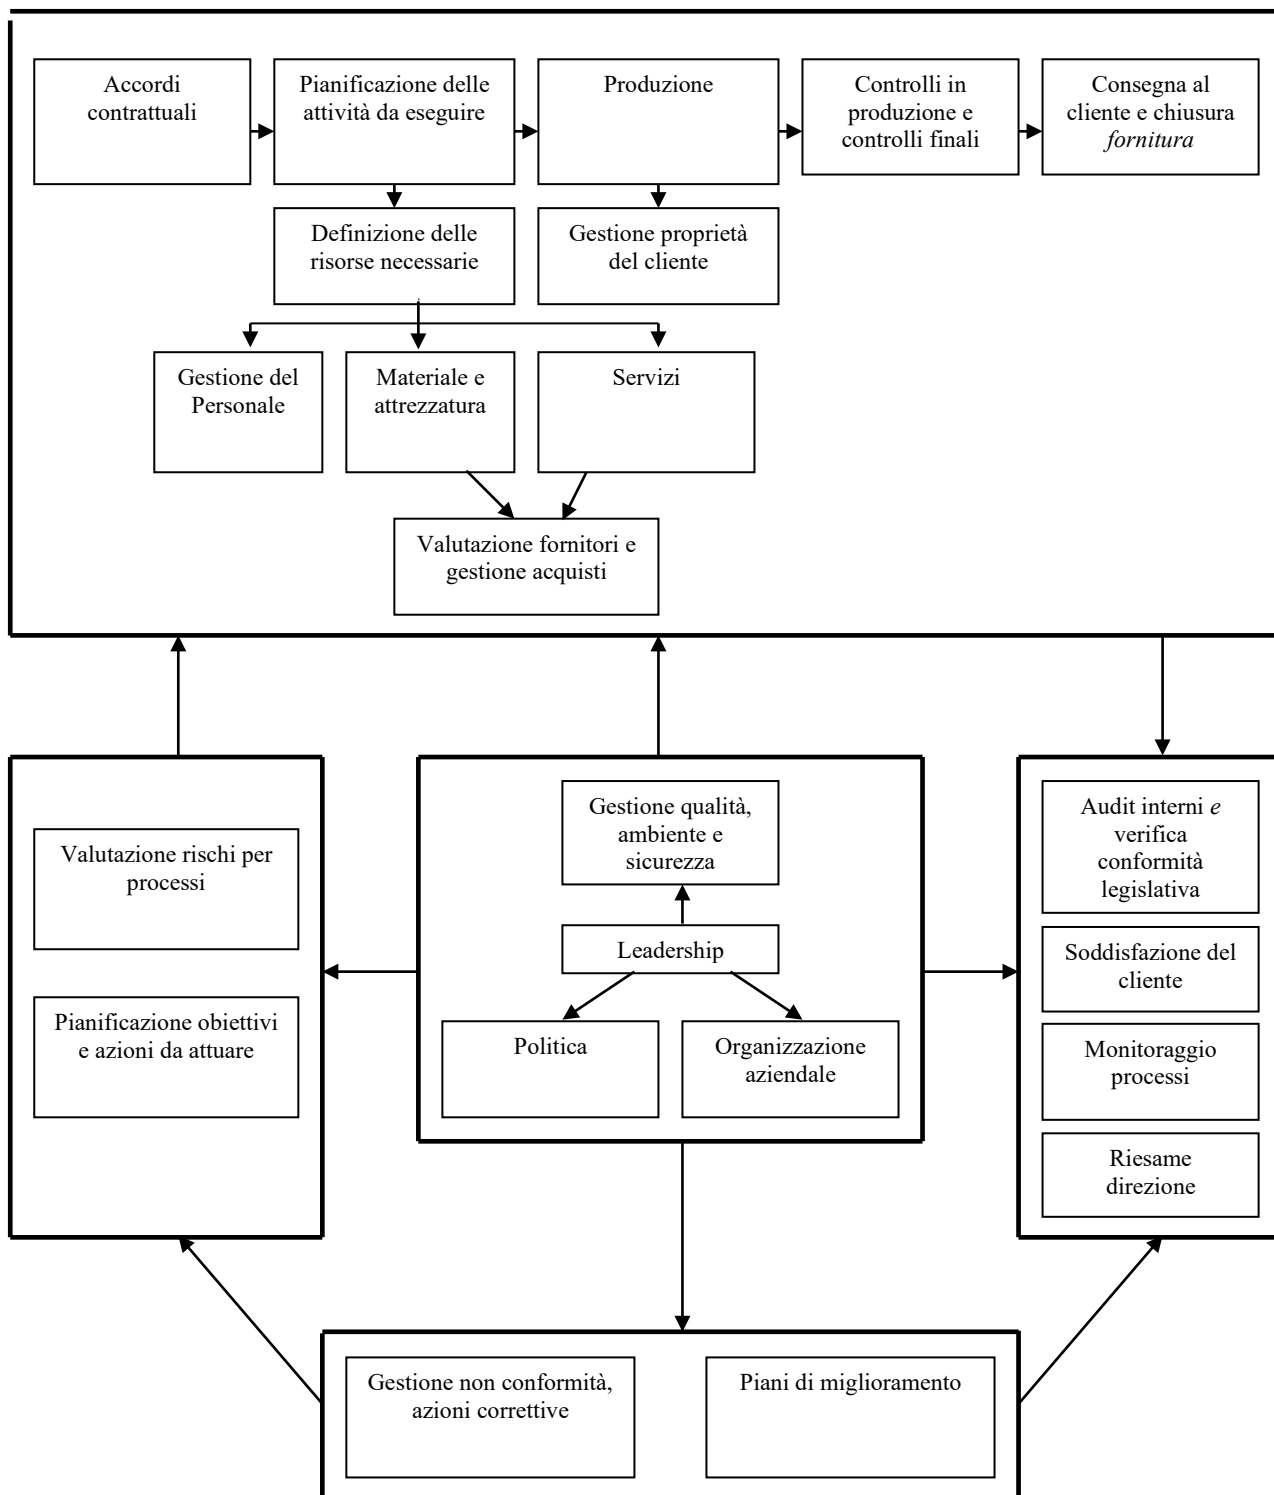 Accordi
contrattuali
Pianificazione delle
attività da eseguire
Produzione
Controlli in
produzione e
controlli finali
Consegna al
cliente e chiusura
fornitura
Definizione delle
risorse necessarie
Gestione proprietà
del cliente
Gestione del
Personale
Materiale e
attrezzatura
Servizi
Valutazione fornitori e
gestione acquisti
Valutazione rischi per
processi
Pianificazione obiettivi
e azioni da attuare
Gestione qualità,
ambiente e
sicurezza
Leadership
Politica
Organizzazione
aziendale
Audit interni e
verifica
conformità
legislativa
Soddisfazione del
cliente
Monitoraggio
processi
Riesame
direzione
Gestione non conformità,
azioni correttive
Piani di miglioramento